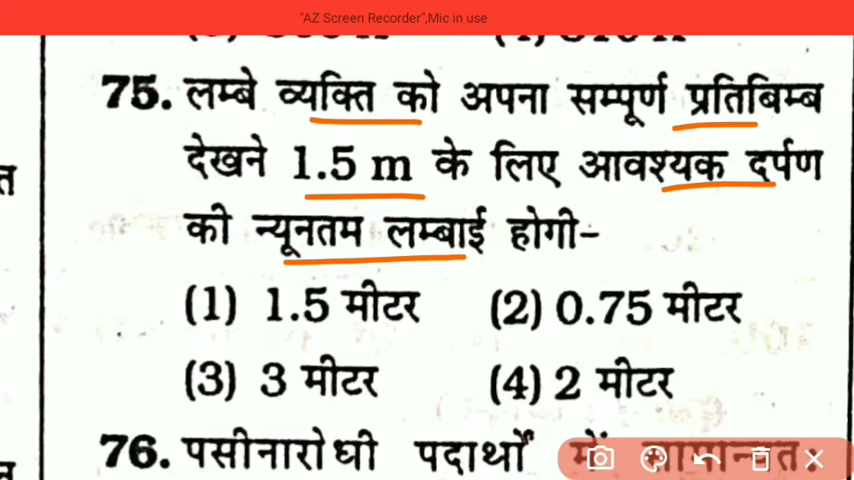 "AZ Screen Recorder",Mic in use
75. लम्बे व्यक्ति को अपना सम्पूर्ण प्रतिबिम्ब
देखने 1.5 m के लिए आवश्यक दर्पण
त
की न्यूनतम लम्बाई होगी–
(1) 1.5 मीटर (2) 0.75 मीटर
(3) 3 मीटर (4) 2 मीटर
76. पसीनारोधी पदार्थों में सामान्यत: